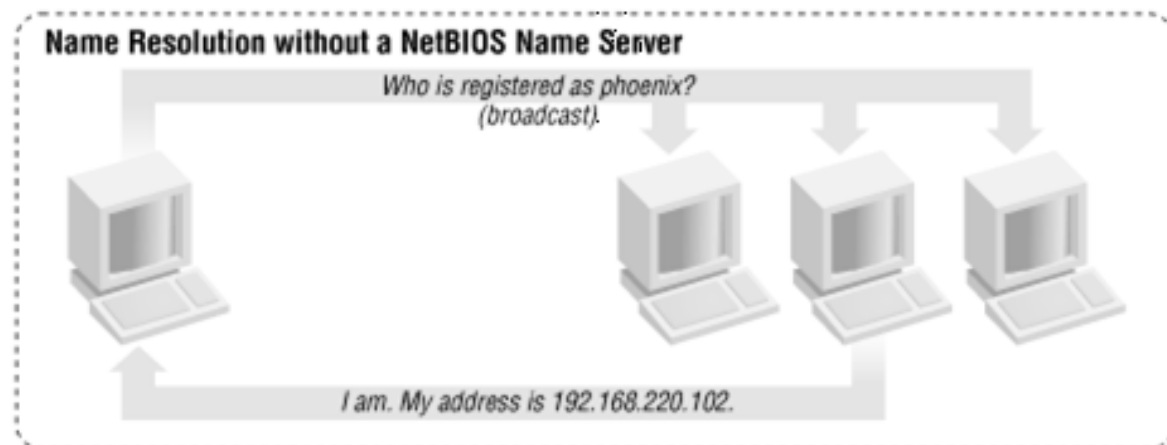 Name Resolution without a NetBIOS Name Server
Who is registered as phoenix?
(broadcast).
I am. My address is 192.168.220.102.